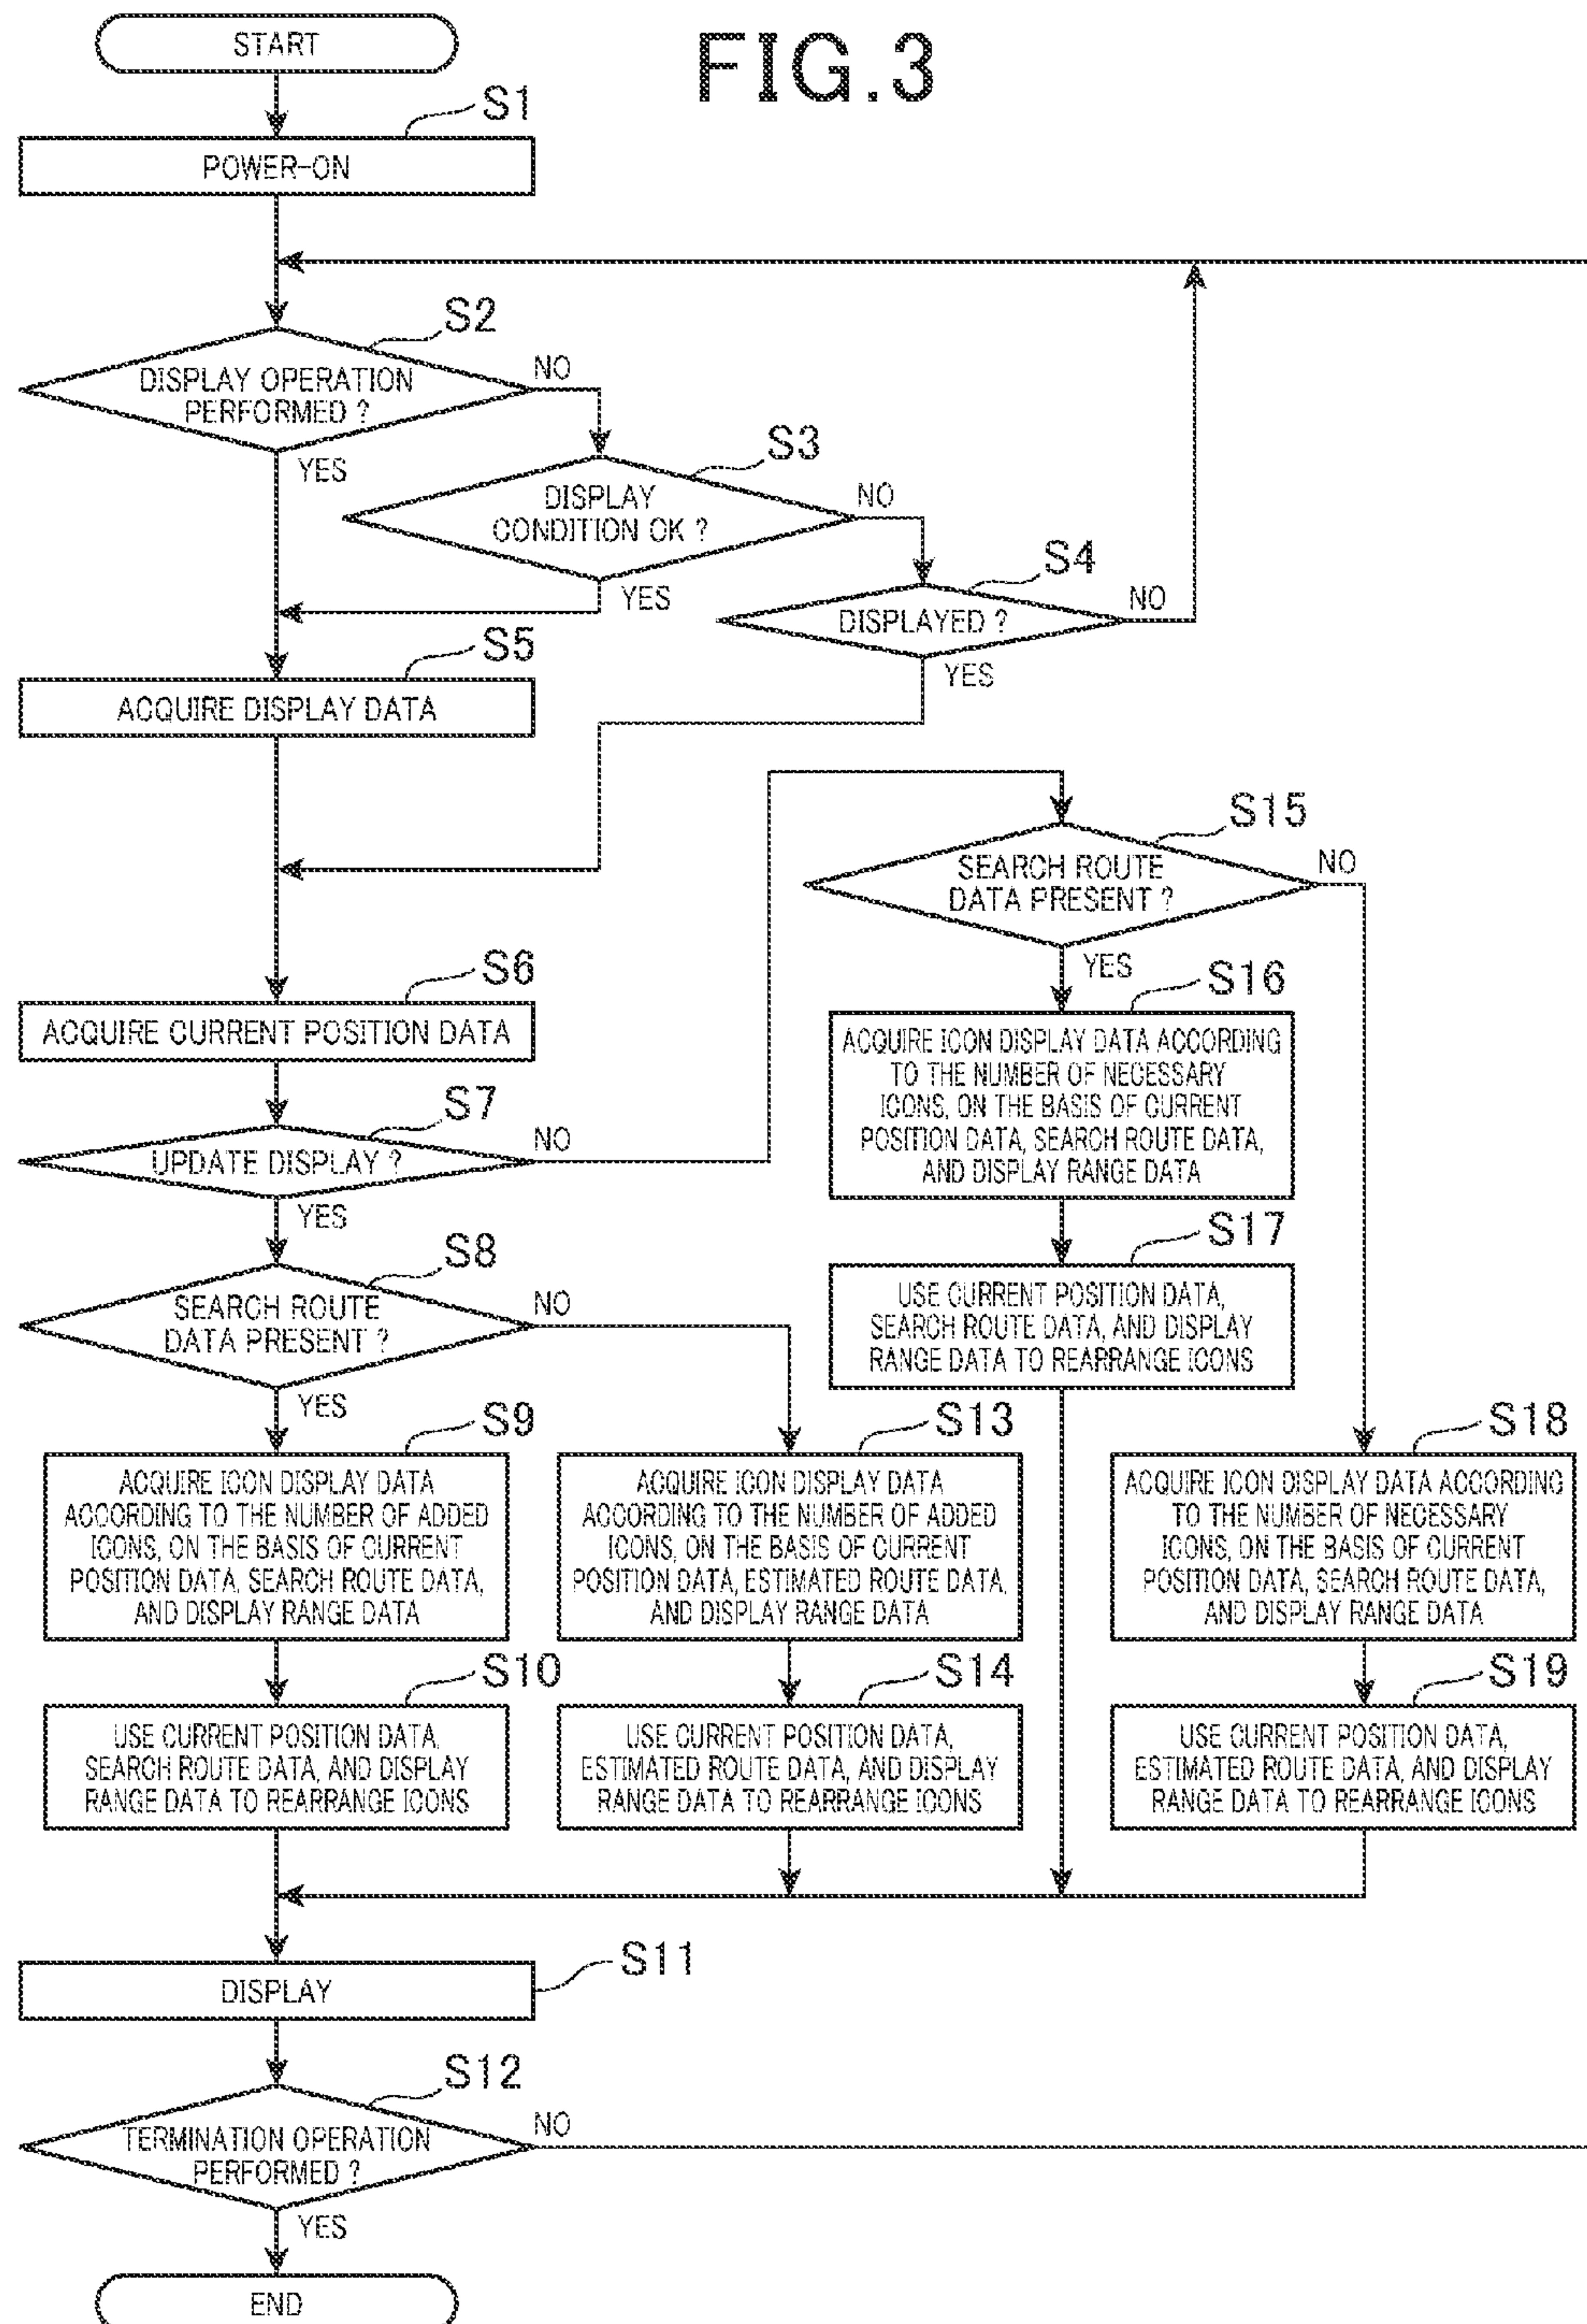 START
FIG.3
S1
POWER-ON
S2
DISPLAY OPERATION
PERFORMED ?
NO
YES
S3
DISPLAY
CONDITION OK ?
NO
YES
S4
DISPLAYED ?
NO
YES
S5
ACQUIRE DISPLAY DATA
S6
ACQUIRE CURRENT POSITION DATA
S7
UPDATE DISPLAY ?
NO
YES
S8
SEARCH ROUTE
DATA PRESENT ?
NO
YES
S9
ACQUIRE ICON DISPLAY DATA
ACCORDING TO THE NUMBER OF ADDED
ICONS, ON THE BASIS OF CURRENT
POSITION DATA, SEARCH ROUTE DATA,
AND DISPLAY RANGE DATA
S10
USE CURRENT POSITION DATA,
SEARCH ROUTE DATA, AND DISPLAY
RANGE DATA TO REARRANGE ICONS
S13
ACQUIRE ICON DISPLAY DATA
ACCORDING TO THE NUMBER OF ADDED
ICONS, ON THE BASIS OF CURRENT
POSITION DATA, ESTIMATED ROUTE DATA,
AND DISPLAY RANGE DATA
S14
USE CURRENT POSITION DATA,
ESTIMATED ROUTE DATA, AND DISPLAY
RANGE DATA TO REARRANGE ICONS
S15
SEARCH ROUTE
DATA PRESENT ?
NO
YES
S16
ACQUIRE ICON DISPLAY DATA ACCORDING
TO THE NUMBER OF NECESSARY
ICONS, ON THE BASIS OF CURRENT
POSITION DATA, SEARCH ROUTE DATA,
AND DISPLAY RANGE DATA
S17
USE CURRENT POSITION DATA,
SEARCH ROUTE DATA, AND DISPLAY
RANGE DATA TO REARRANGE ICONS
S18
ACQUIRE ICON DISPLAY DATA ACCORDING
TO THE NUMBER OF NECESSARY
ICONS, ON THE BASIS OF CURRENT
POSITION DATA, SEARCH ROUTE DATA,
AND DISPLAY RANGE DATA
S19
USE CURRENT POSITION DATA,
ESTIMATED ROUTE DATA, AND DISPLAY
RANGE DATA TO REARRANGE ICONS
S11
DISPLAY
S12
TERMINATION OPERATION
PERFORMED ?
NO
YES
END